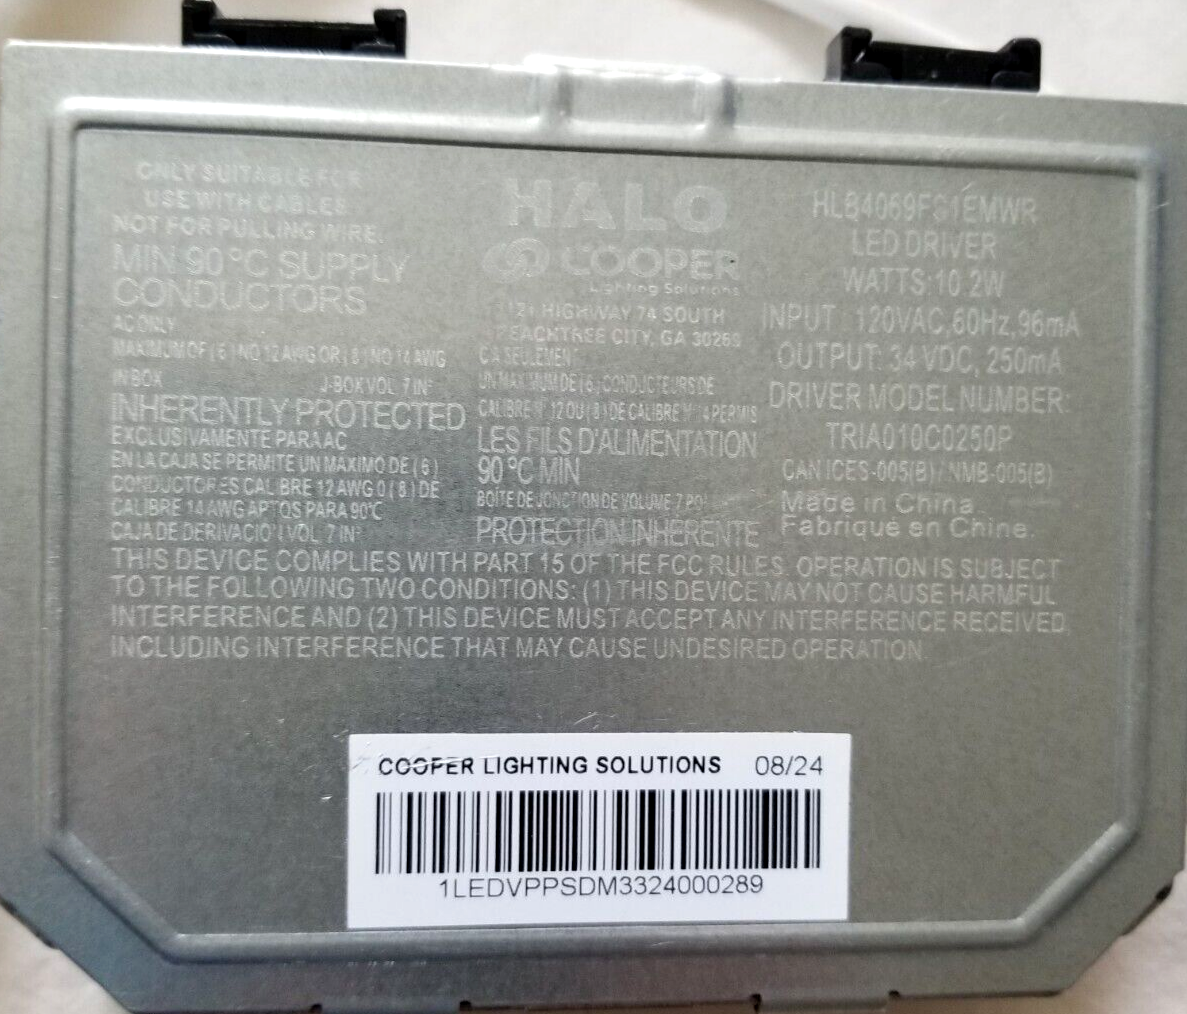 ONLY SUITABLE FOR
USE WITH CABLES
NOT FOR PULLING WIRE.
MIN 90°C SUPPLY
CONDUCTORS
AC ONLY
MAXIMUM OF (6) NO 12 AWG OR (8) NO 14 AWG
IN BOX J-BOX VOL. 7 IN³
INHERENTLY PROTECTED
EXCLUSIVAMENTE PARA AC
EN LA CAJA SE PERMITE UN MAXIMO DE (6)
CONDUCTORES CALIBRE 12 AWG O (8) DE
CALIBRE 14 AWG APTOS PARA 90°C
CAJA DE DERIVACION VOL. 7 IN³
HALO
COOPER
Lighting Solutions
1121 HIGHWAY 74 SOUTH
PEACHTREE CITY, GA 30269
CA SEULEMENT
UN MAXIMUM DE (6) CONDUCTEURS DE
CALIBRE N° 12 OU (8) DE CALIBRE N° 14 PERMIS
LES FILS D'ALIMENTATION
90°C MIN
BOITE DE JONCTION DE VOLUME 7 PO
PROTECTION INHERENTE
HLB4069FS1EMWR
LED DRIVER
WATTS:10.2W
INPUT 120VAC,60Hz,96mA
OUTPUT: 34 VDC, 250mA
DRIVER MODEL NUMBER:
TRIA010C0250P
CAN ICES-005(B) / NMB-005(B)
Made in China.
Fabriqué en Chine.
THIS DEVICE COMPLIES WITH PART 15 OF THE FCC RULES. OPERATION IS SUBJECT
TO THE FOLLOWING TWO CONDITIONS: (1) THIS DEVICE MAY NOT CAUSE HARMFUL
INTERFERENCE AND (2) THIS DEVICE MUST ACCEPT ANY INTERFERENCE RECEIVED,
INCLUDING INTERFERENCE THAT MAY CAUSE UNDESIRED OPERATION.
COOPER LIGHTING SOLUTIONS 08/24
1LEDVPPSDM3324000289